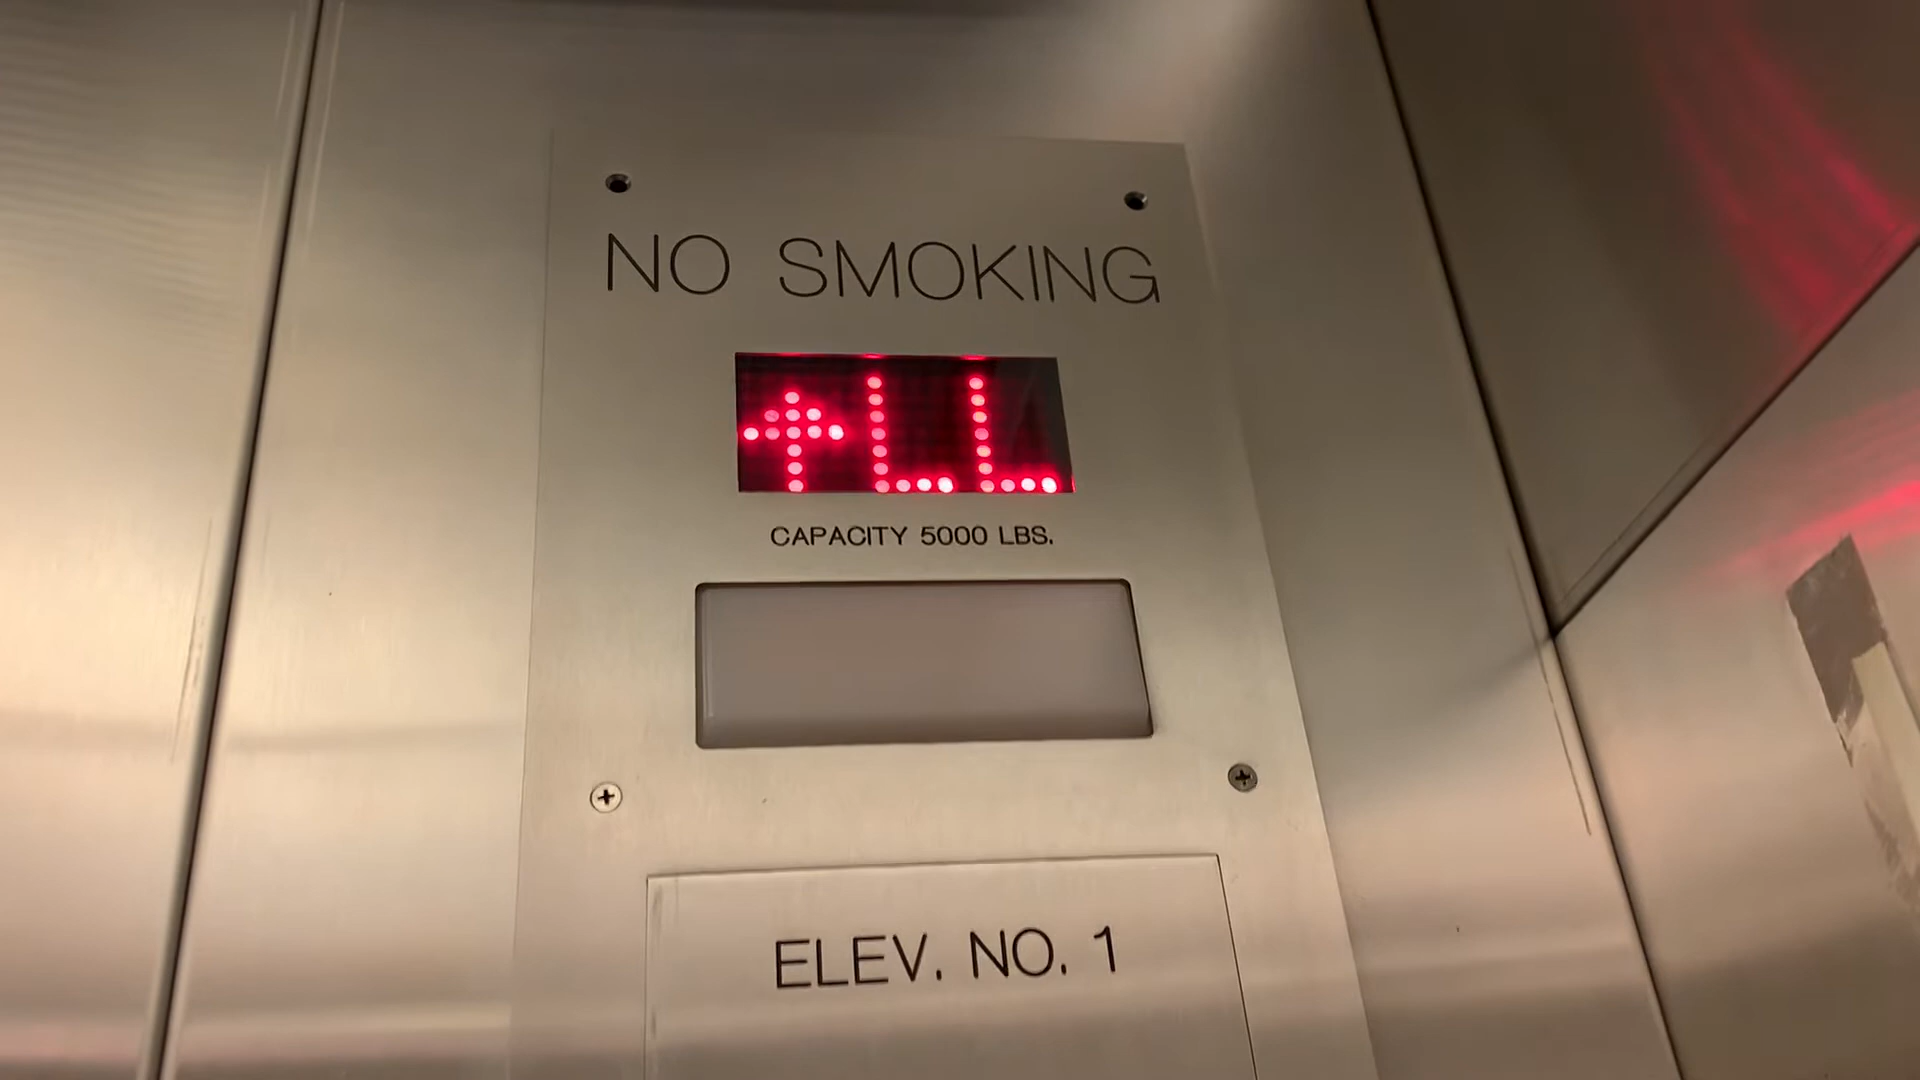 NO SMOKING
↑LL
CAPACITY 5000 LBS.
ELEV. NO. 1